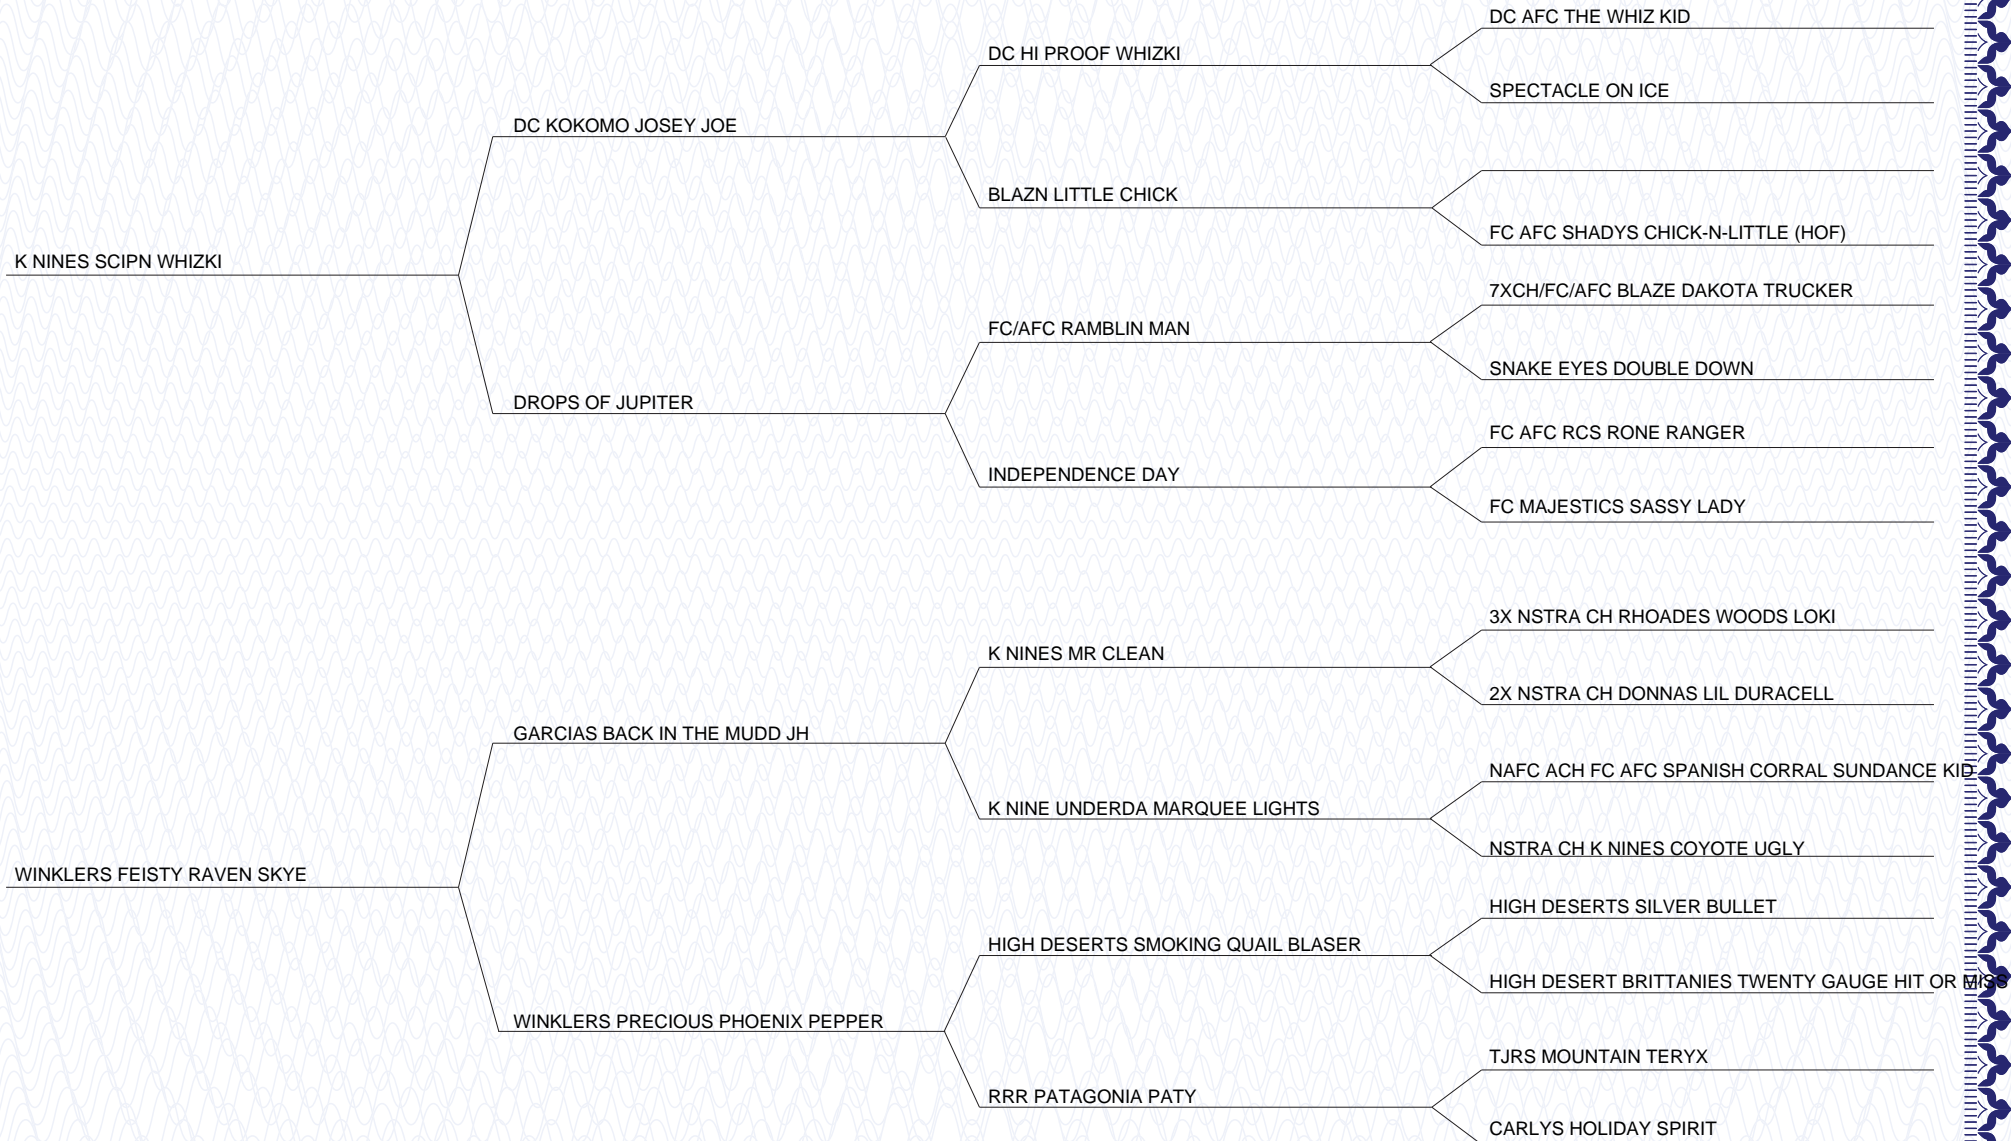 DC AFC THE WHIZ KID
DC HI PROOF WHIZKI
SPECTACLE ON ICE
DC KOKOMO JOSEY JOE
BLAZN LITTLE CHICK
FC AFC SHADYS CHICK-N-LITTLE (HOF)
K NINES SCIPN WHIZKI
7XCH/FC/AFC BLAZE DAKOTA TRUCKER
FC/AFC RAMBLIN MAN
SNAKE EYES DOUBLE DOWN
DROPS OF JUPITER
FC AFC RCS RONE RANGER
INDEPENDENCE DAY
FC MAJESTICS SASSY LADY
3X NSTRA CH RHOADES WOODS LOKI
K NINES MR CLEAN
2X NSTRA CH DONNAS LIL DURACELL
GARCIAS BACK IN THE MUDD JH
NAFC ACH FC AFC SPANISH CORRAL SUNDANCE KID
K NINE UNDERDA MARQUEE LIGHTS
NSTRA CH K NINES COYOTE UGLY
WINKLERS FEISTY RAVEN SKYE
HIGH DESERTS SILVER BULLET
HIGH DESERTS SMOKING QUAIL BLASER
HIGH DESERT BRITTANIES TWENTY GAUGE HIT OR MISS
WINKLERS PRECIOUS PHOENIX PEPPER
TJRS MOUNTAIN TERYX
RRR PATAGONIA PATY
CARLYS HOLIDAY SPIRIT